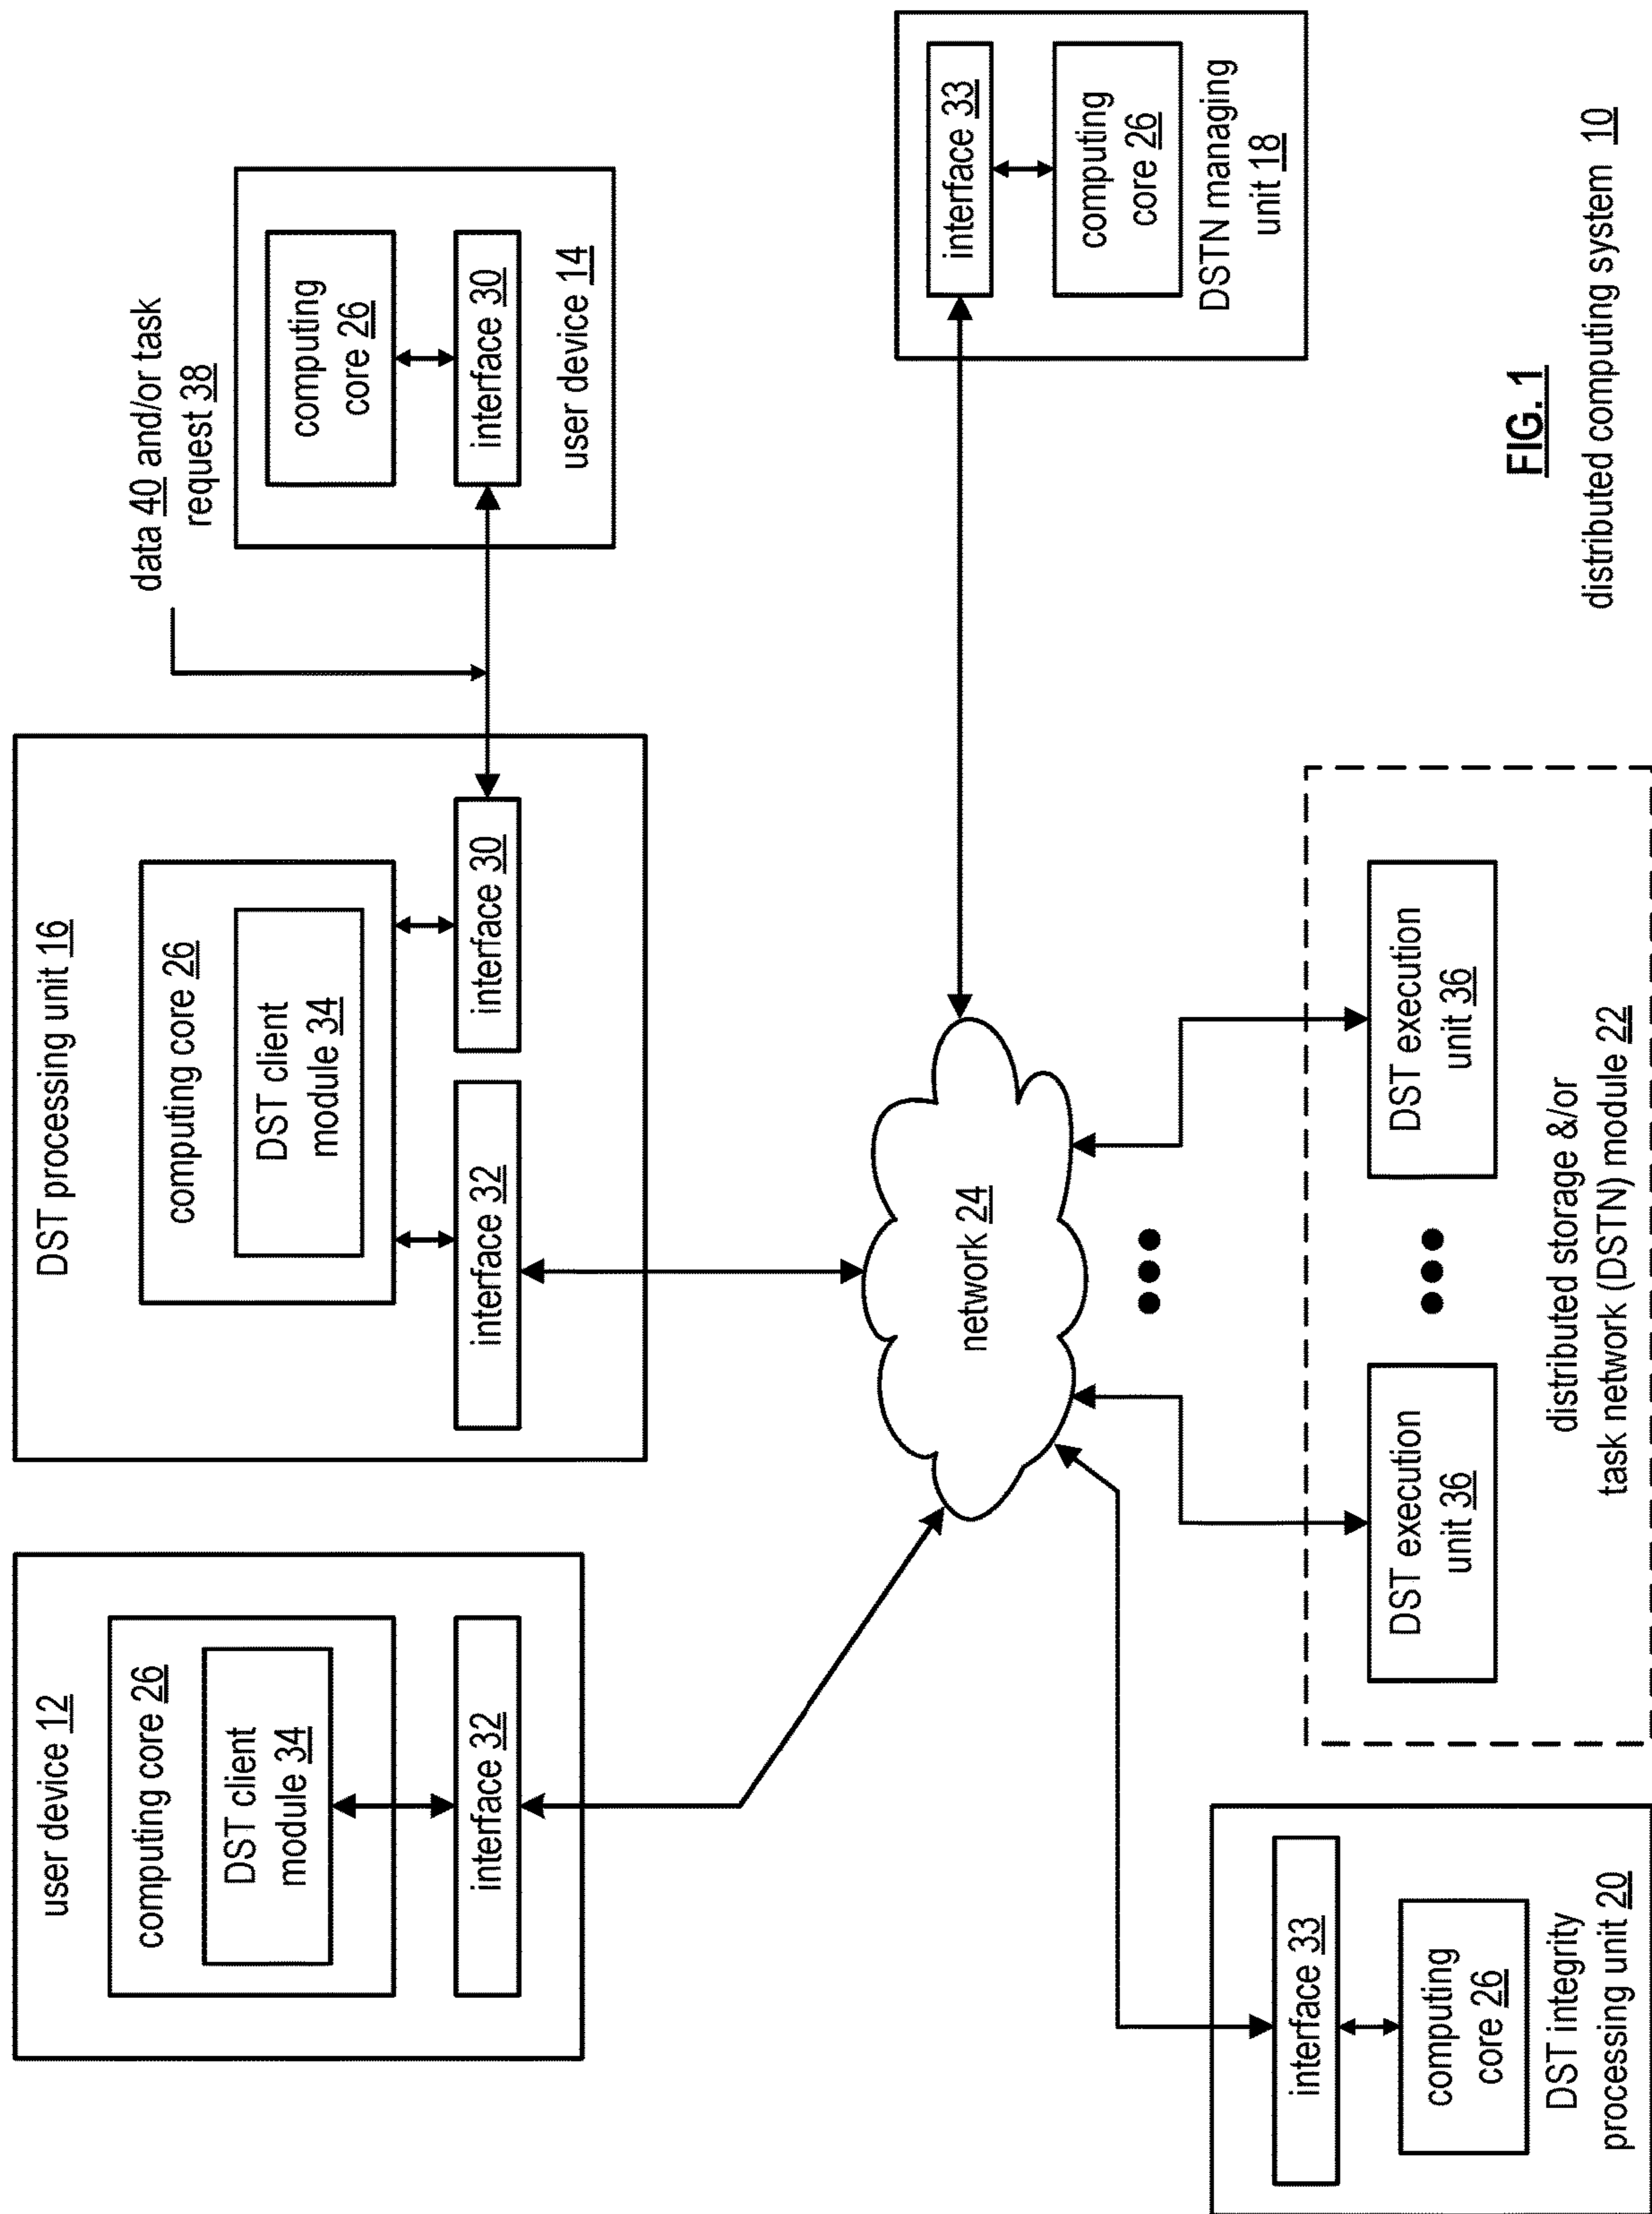 user device 12
computing core 26
DST client
module 34
interface 32
DST processing unit 16
computing core 26
DST client
module 34
interface 32
interface 30
data 40 and/or task
request 38
computing
core 26
interface 30
user device 14
network 24
interface 33
computing
core 26
DSTN managing
unit 18
interface 33
computing
core 26
DST integrity
processing unit 20
DST execution
unit 36
DST execution
unit 36
distributed storage &/or
task network (DSTN) module 22
FIG. 1
distributed computing system 10